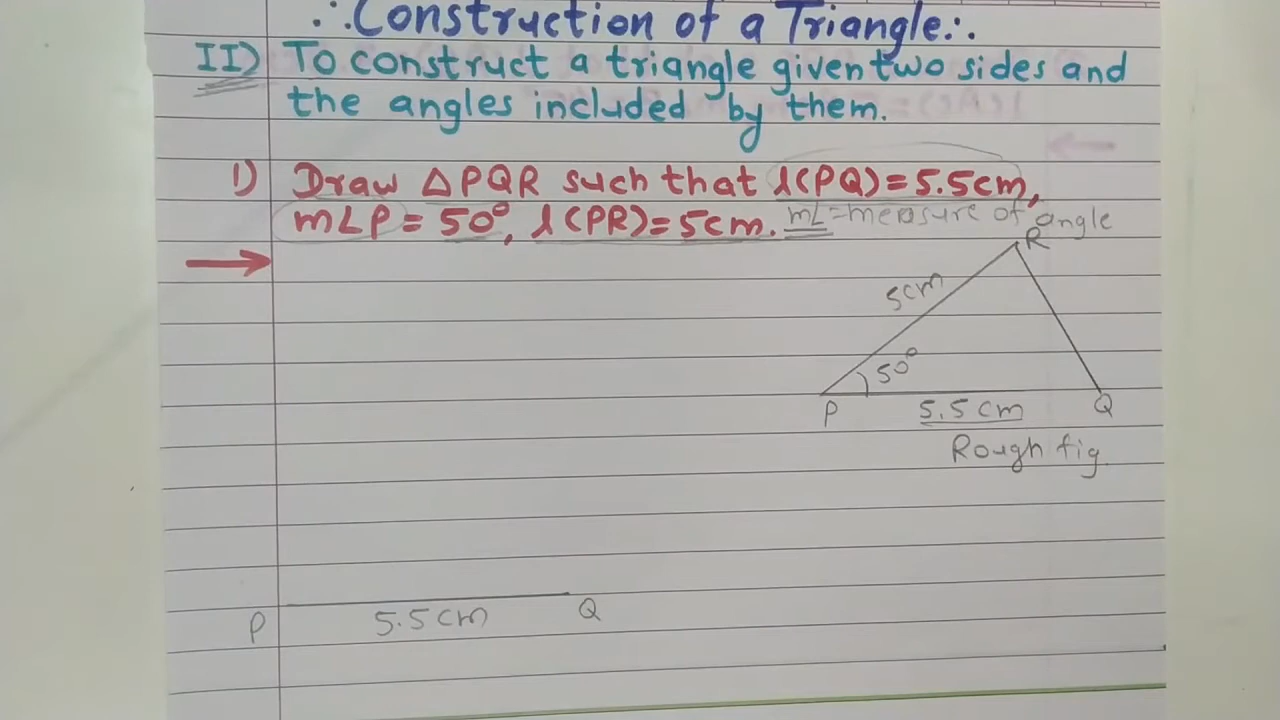 ∴Construction of a Triangle:.
II) To construct a triangle given two sides and
the angles included by them.
1) Draw △PQR such that l(PQ)=5.5cm,
m∠P = 50°, l(PR)=5cm. m∠=measure of angle
R
5cm
50°
P 5.5cm Q
Rough fig.
P 5.5cm Q